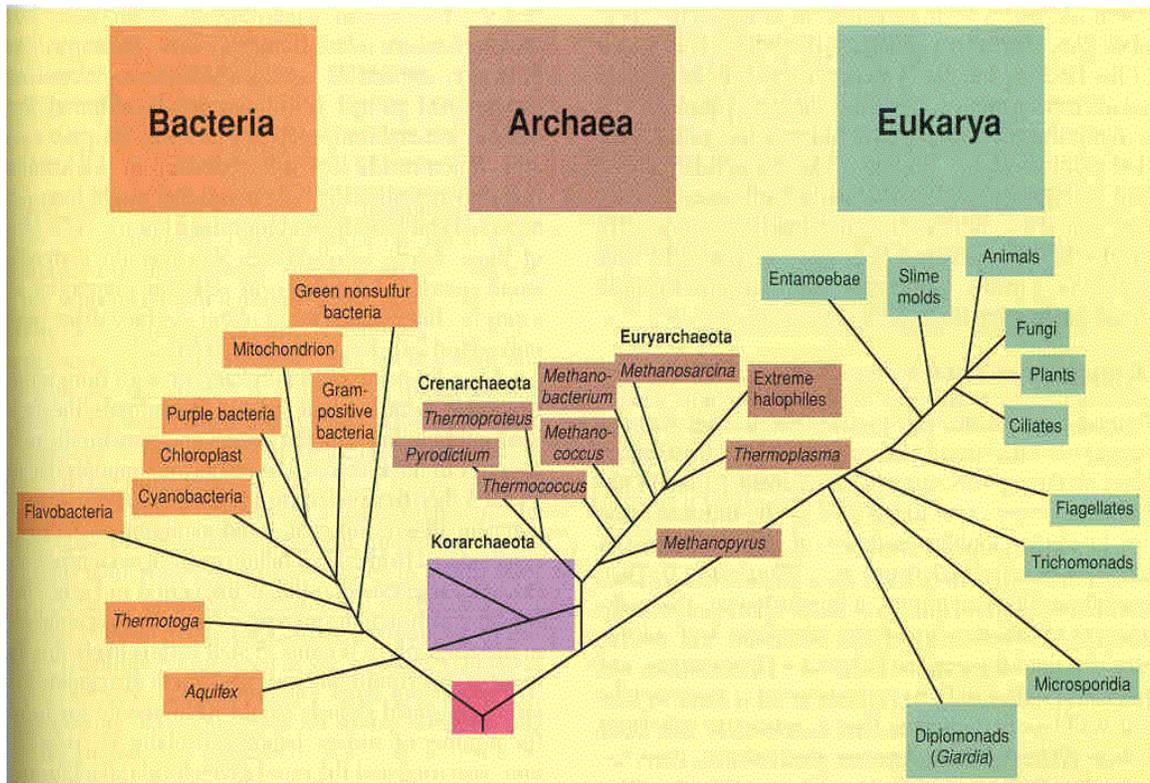 Bacteria
Archaea
Eukarya
Green nonsulfur
bacteria
Mitochondrion
Gram-
positive
bacteria
Purple bacteria
Chloroplast
Cyanobacteria
Flavobacteria
Thermotoga
Aquifex
Crenarchaeota
Thermoproteus
Pyrodictium
Korarchaeota
Euryarchaeota
Methano-
bacterium
Methanosarcina
Methano-
coccus
Thermococcus
Extreme
halophiles
Thermoplasma
Methanopyrus
Entamoebae
Slime
molds
Animals
Fungi
Plants
Ciliates
Flagellates
Trichomonads
Microsporidia
Diplomonads
(Giardia)